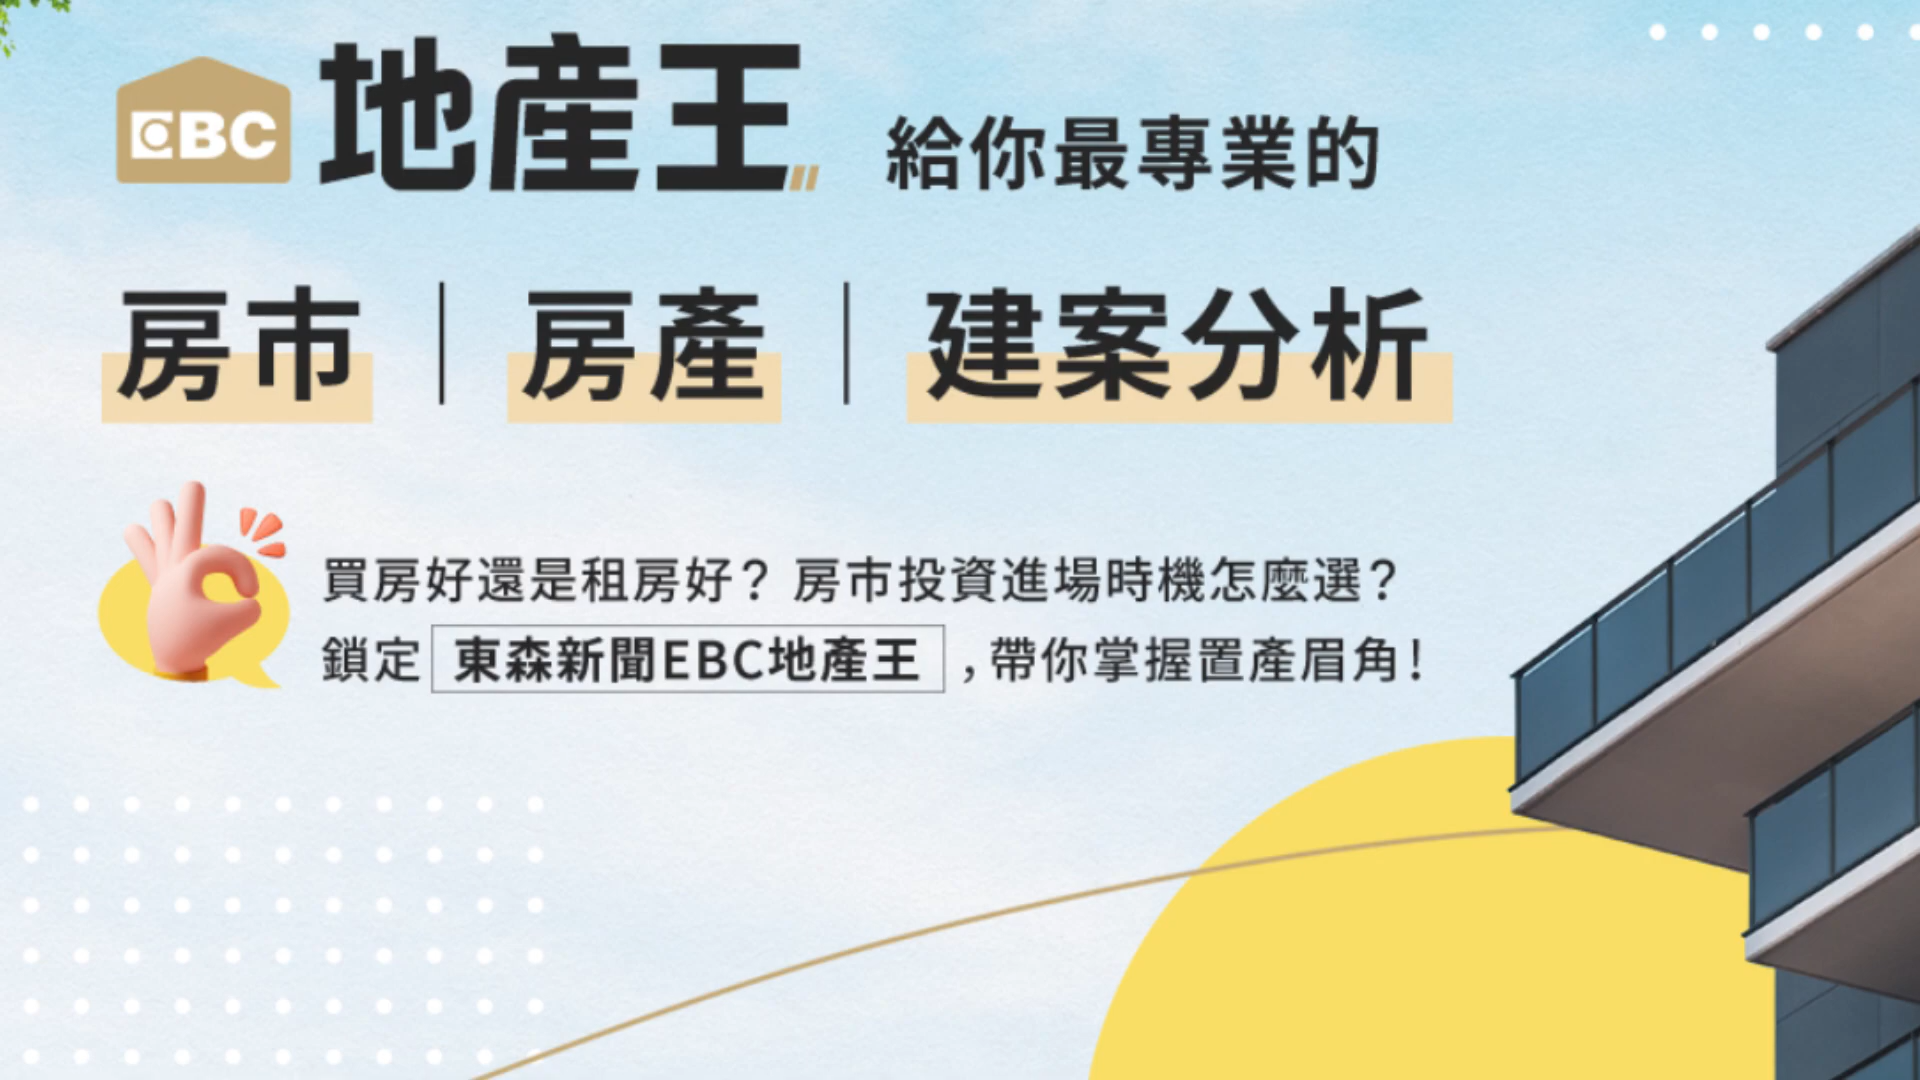 EBC 地產王 給你最專業的
房市｜房產｜建案分析
買房好還是租房好？房市投資進場時機怎麼選？
鎖定 東森新聞EBC地產王，帶你掌握置產眉角！